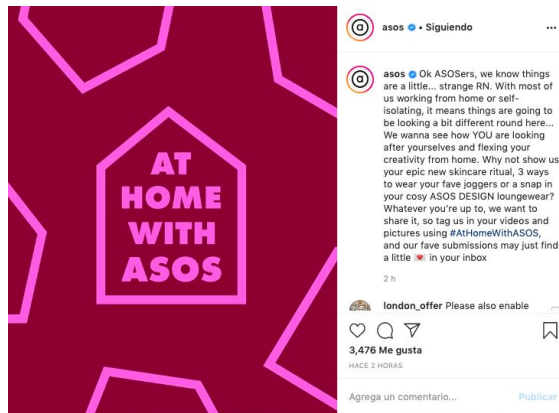 AT
HOME
WITH
ASOS
asos • Siguiendo
asos Ok ASOSers, we know things
are a little... strange RN. With most of
us working from home or self-
isolating, it means things are going to
be looking a bit different round here...
We wanna see how YOU are looking
after yourselves and flexing your
creativity from home. Why not show us
your epic new skincare ritual, 3 ways
to wear your fave joggers or a snap in
your cosy ASOS DESIGN loungewear?
Whatever you're up to, we want to
share it, so tag us in your videos and
pictures using #AtHomeWithASOS,
and our fave submissions may just find
a little 💌 in your inbox
2 h
london_offer Please also enable
3,476 Me gusta
HACE 2 HORAS
Agrega un comentario...
Publicar